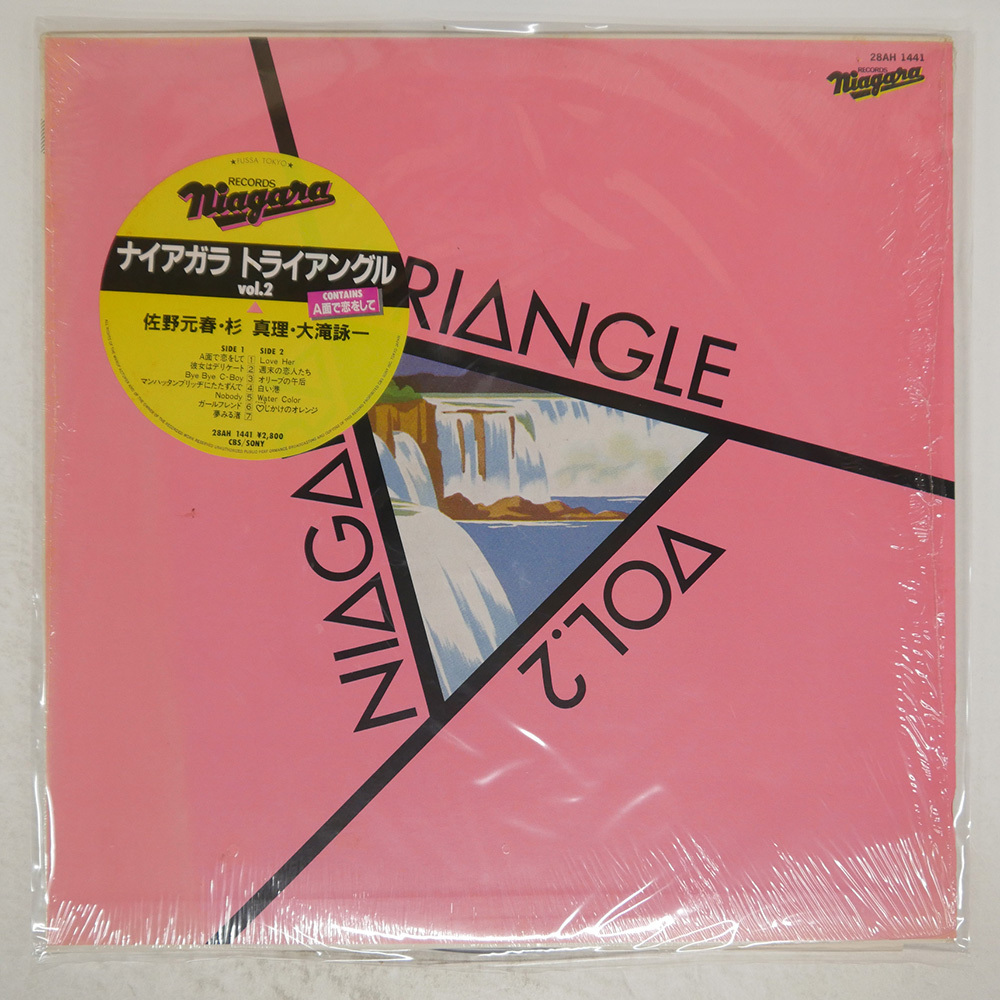 28AH 1441
RECORDS
Niagara
★FUSSA TOKYO★
RECORDS
Niagara
ナイアガラ トライアングル
vol.2
CONTAINS
A面で恋をして
佐野元春・杉 真理・大滝詠一
SIDE 1 SIDE 2
A面で恋をして 1 Love Her
彼女はデリケート 2 週末の恋人たち
Bye Bye C-Boy 3 オリーブの午后
マンハッタンブリッヂにたたずんで 4 白い港
Nobody 5 Water Color
ガールフレンド 6 ♡じかけのオレンジ
夢みる渚 7
28AH 1441 ¥2,800
CBS/SONY
NIAGA
RIANGLE
VOL.2